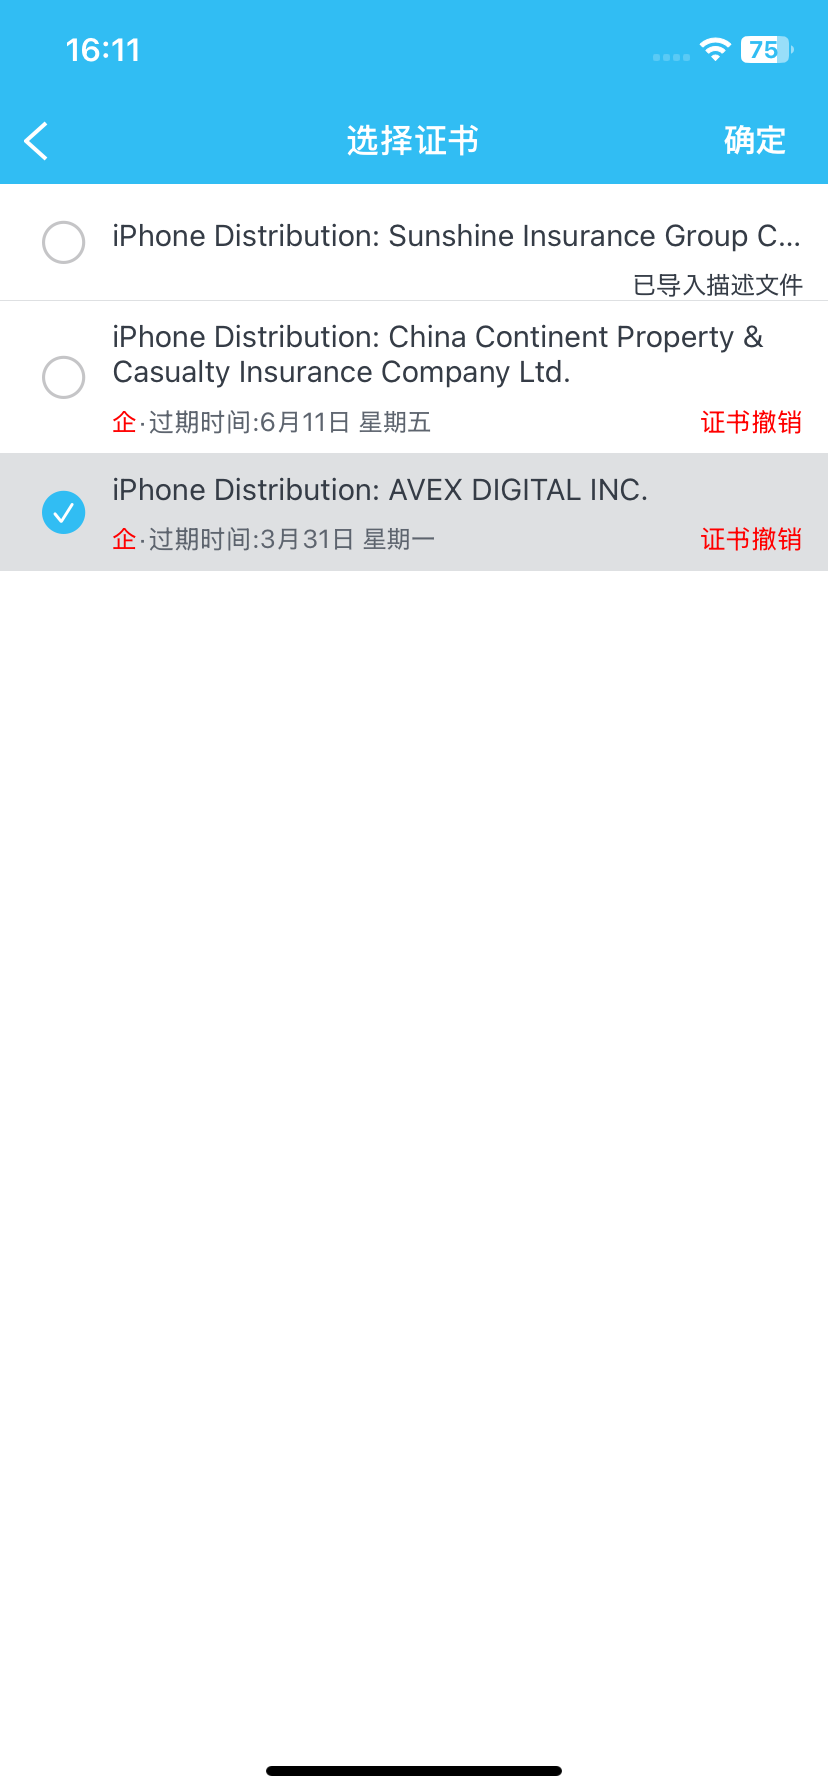 16:11
75
选择证书
确定
iPhone Distribution: Sunshine Insurance Group C...
已导入描述文件
iPhone Distribution: China Continent Property &
Casualty Insurance Company Ltd.
企·过期时间:6月11日 星期五
证书撤销
iPhone Distribution: AVEX DIGITAL INC.
企·过期时间:3月31日 星期一
证书撤销